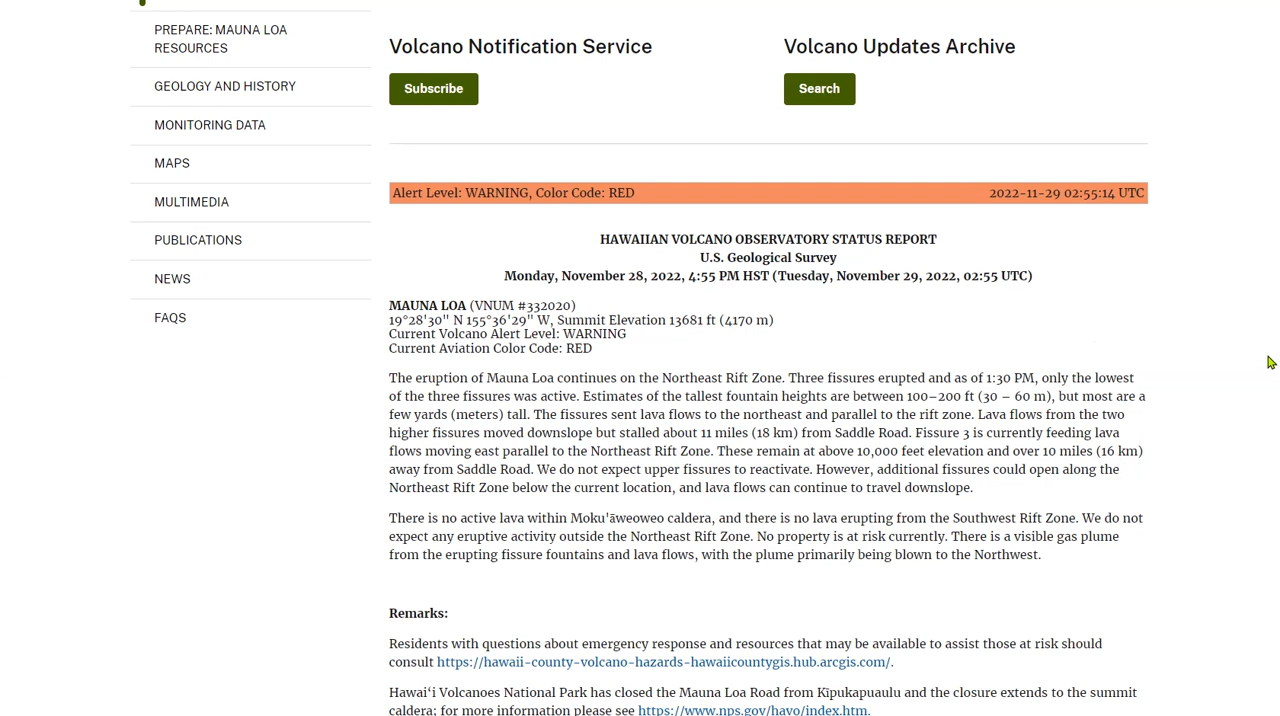 PREPARE: MAUNA LOA
RESOURCES
GEOLOGY AND HISTORY
MONITORING DATA
MAPS
MULTIMEDIA
PUBLICATIONS
NEWS
FAQS
Volcano Notification Service
Subscribe
Volcano Updates Archive
Search
Alert Level: WARNING, Color Code: RED 2022-11-29 02:55:14 UTC
HAWAIIAN VOLCANO OBSERVATORY STATUS REPORT
U.S. Geological Survey
Monday, November 28, 2022, 4:55 PM HST (Tuesday, November 29, 2022, 02:55 UTC)
MAUNA LOA (VNUM #332020)
19°28'30" N 155°36'29" W, Summit Elevation 13681 ft (4170 m)
Current Volcano Alert Level: WARNING
Current Aviation Color Code: RED
The eruption of Mauna Loa continues on the Northeast Rift Zone. Three fissures erupted and as of 1:30 PM, only the lowest
of the three fissures was active. Estimates of the tallest fountain heights are between 100–200 ft (30 – 60 m), but most are a
few yards (meters) tall. The fissures sent lava flows to the northeast and parallel to the rift zone. Lava flows from the two
higher fissures moved downslope but stalled about 11 miles (18 km) from Saddle Road. Fissure 3 is currently feeding lava
flows moving east parallel to the Northeast Rift Zone. These remain at above 10,000 feet elevation and over 10 miles (16 km)
away from Saddle Road. We do not expect upper fissures to reactivate. However, additional fissures could open along the
Northeast Rift Zone below the current location, and lava flows can continue to travel downslope.
There is no active lava within Moku'āweoweo caldera, and there is no lava erupting from the Southwest Rift Zone. We do not
expect any eruptive activity outside the Northeast Rift Zone. No property is at risk currently. There is a visible gas plume
from the erupting fissure fountains and lava flows, with the plume primarily being blown to the Northwest.
Remarks:
Residents with questions about emergency response and resources that may be available to assist those at risk should
consult https://hawaii-county-volcano-hazards-hawaiicountygis.hub.arcgis.com/.
Hawaiʻi Volcanoes National Park has closed the Mauna Loa Road from Kīpukapuaulu and the closure extends to the summit
caldera; for more information please see https://www.nps.gov/havo/index.htm.